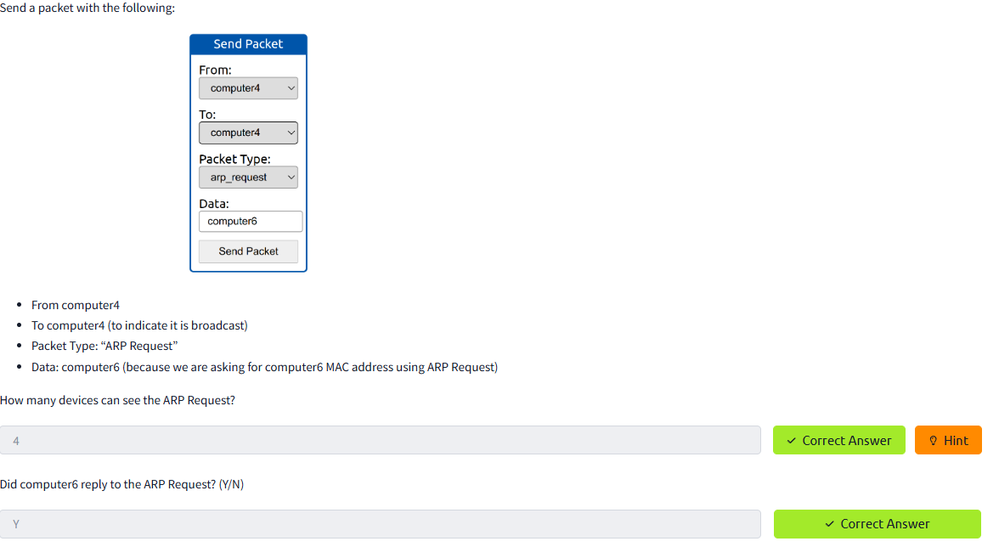 Send a packet with the following:
Send Packet
From:
computer4
To:
computer4
Packet Type:
arp_request
Data:
computer6
Send Packet
• From computer4
• To computer4 (to indicate it is broadcast)
• Packet Type: “ARP Request”
• Data: computer6 (because we are asking for computer6 MAC address using ARP Request)
How many devices can see the ARP Request?
4
✓ Correct Answer
Hint
Did computer6 reply to the ARP Request? (Y/N)
Y
✓ Correct Answer